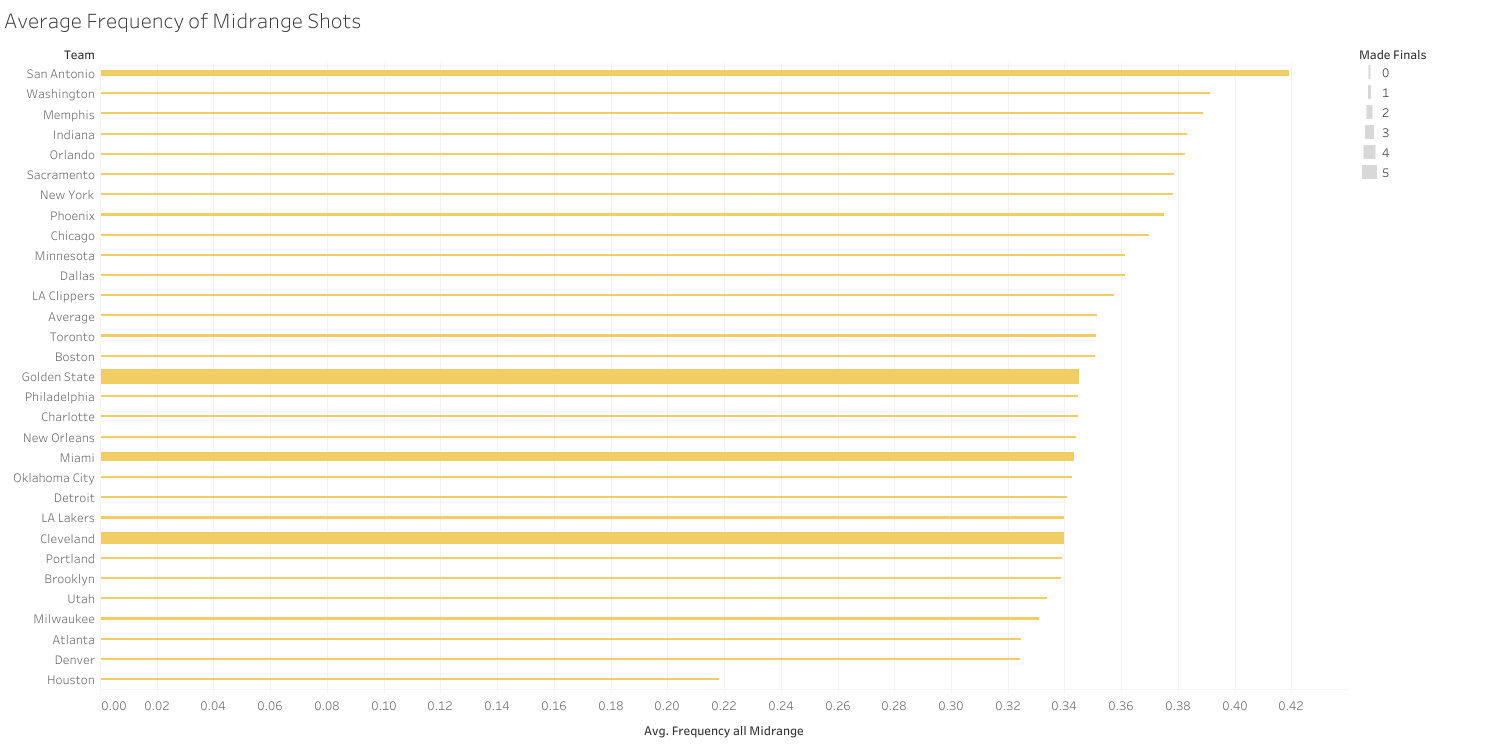 Average Frequency of Midrange Shots
Team
Made Finals
San Antonio
0
Washington
1
Memphis
2
Indiana
3
Orlando
4
Sacramento
5
New York
Phoenix
Chicago
Minnesota
Dallas
LA Clippers
Average
Toronto
Boston
Golden State
Philadelphia
Charlotte
New Orleans
Miami
Oklahoma City
Detroit
LA Lakers
Cleveland
Portland
Brooklyn
Utah
Milwaukee
Atlanta
Denver
Houston
0.00 0.02 0.04 0.06 0.08 0.10 0.12 0.14 0.16 0.18 0.20 0.22 0.24 0.26 0.28 0.30 0.32 0.34 0.36 0.38 0.40 0.42
Avg. Frequency all Midrange